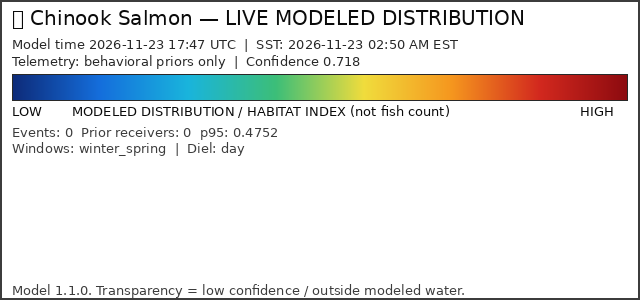 Chinook Salmon — LIVE MODELED DISTRIBUTION
Model time 2026-11-23 17:47 UTC | SST: 2026-11-23 02:50 AM EST
Telemetry: behavioral priors only | Confidence 0.718
LOW MODELED DISTRIBUTION / HABITAT INDEX (not fish count) HIGH
Events: 0 Prior receivers: 0 p95: 0.4752
Windows: winter_spring | Diel: day
Model 1.1.0. Transparency = low confidence / outside modeled water.